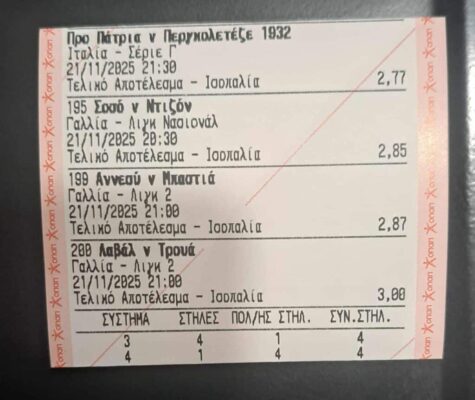 Προ Πάτρια v Περγκολετέζε 1932
Ιταλία - Σέριε Γ
21/11/2025 21:30
Τελικό Αποτέλεσμα - Ισοπαλία 2,77
195 Σοσό v Ντιζόν
Γαλλία - Λιγκ Νασιονάλ
21/11/2025 20:30
Τελικό Αποτέλεσμα - Ισοπαλία 2,85
199 Αννεσύ v Μπαστιά
Γαλλία - Λιγκ 2
21/11/2025 21:00
Τελικό Αποτέλεσμα - Ισοπαλία 2,87
200 Λαβάλ v Τρουά
Γαλλία - Λιγκ 2
21/11/2025 21:00
Τελικό Αποτέλεσμα - Ισοπαλία 3,00
ΣΥΣΤΗΜΑ ΣΤΗΛΕΣ ΠΟΛ/ΗΣ ΣΤΗΛ. ΣΥΝ.ΣΤΗΛ.
3 4 1 4
4 1 4 4
οπαπ